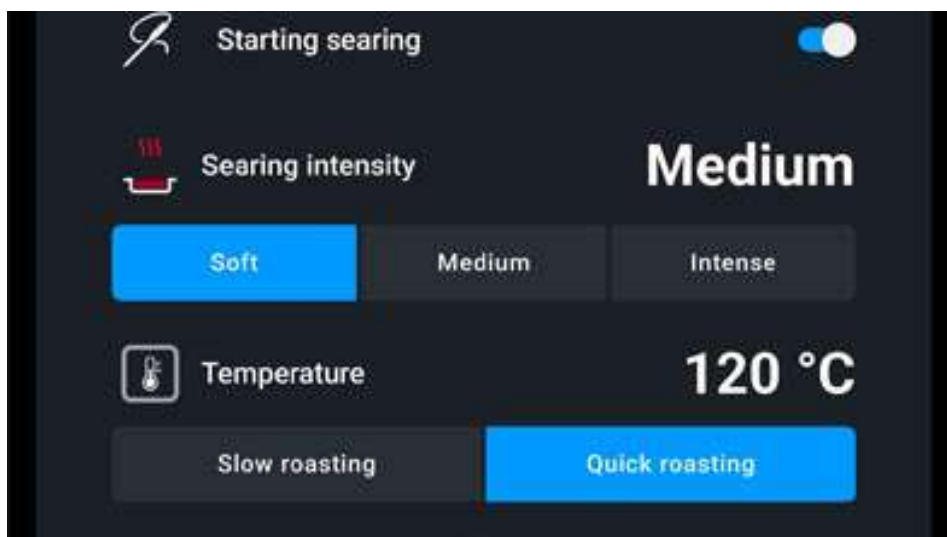 Starting searing
Searing intensity Medium
Soft Medium Intense
Temperature 120 °C
Slow roasting Quick roasting